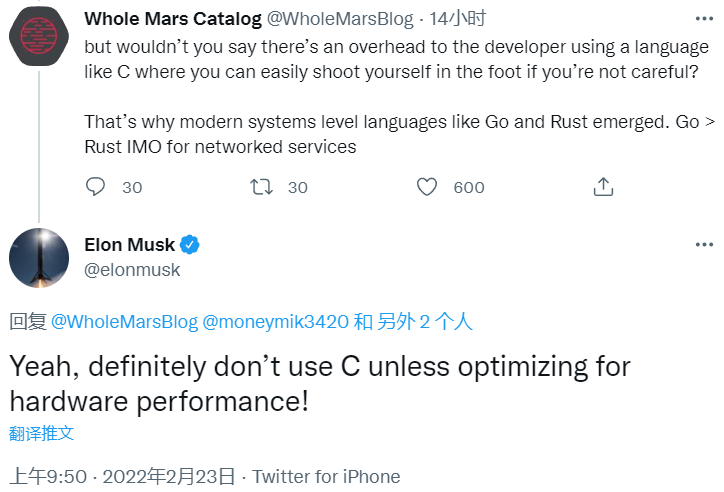 Whole Mars Catalog @WholeMarsBlog · 14小时
but wouldn’t you say there’s an overhead to the developer using a language
like C where you can easily shoot yourself in the foot if you’re not careful?
That’s why modern systems level languages like Go and Rust emerged. Go >
Rust IMO for networked services
30 30 600
Elon Musk
@elonmusk
回复 @WholeMarsBlog @moneymik3420 和 另外 2 个人
Yeah, definitely don’t use C unless optimizing for
hardware performance!
翻译推文
上午9:50 · 2022年2月23日 · Twitter for iPhone